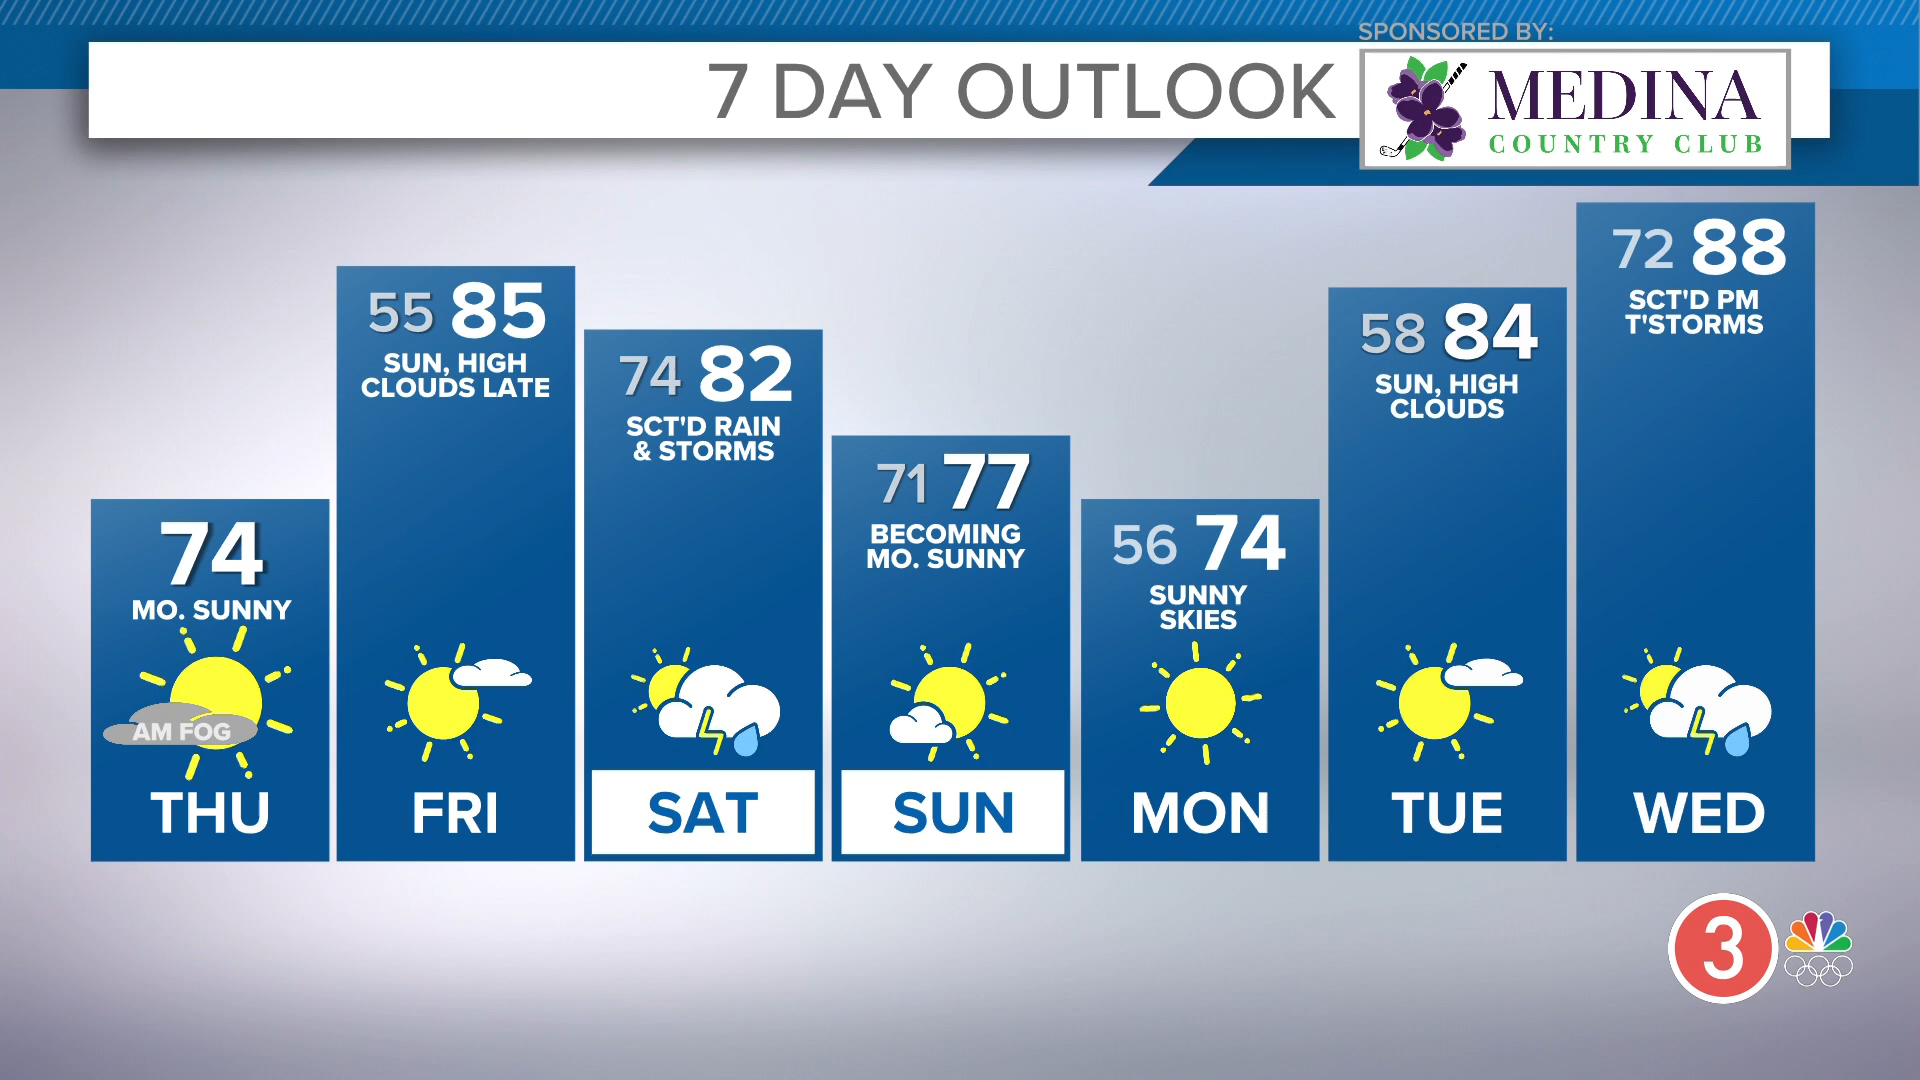 SPONSORED BY:
7 DAY OUTLOOK
MEDINA
COUNTRY CLUB
74
MO. SUNNY
AM FOG
THU
55 85
SUN, HIGH
CLOUDS LATE
FRI
74 82
SCT'D RAIN
& STORMS
SAT
71 77
BECOMING
MO. SUNNY
SUN
56 74
SUNNY
SKIES
MON
58 84
SUN, HIGH
CLOUDS
TUE
72 88
SCT'D PM
T'STORMS
WED
3